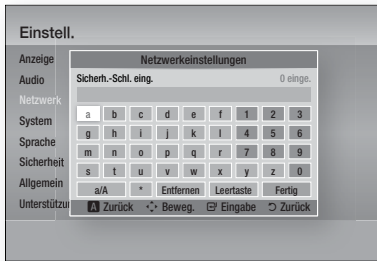 Einstell.
Anzeige
Audio
Netzwerk
System
Sprache
Sicherheit
Allgemein
Unterstützu
Netzwerkeinstellungen
Sicherh.-Schl. eing. 0 einge.
a b c d e f 1 2 3
g h i j k l 4 5 6
m n o p q r 7 8 9
s t u v w x y z 0
a/A * Entfernen Leertaste Fertig
A Zurück Beweg. Eingabe Zurück